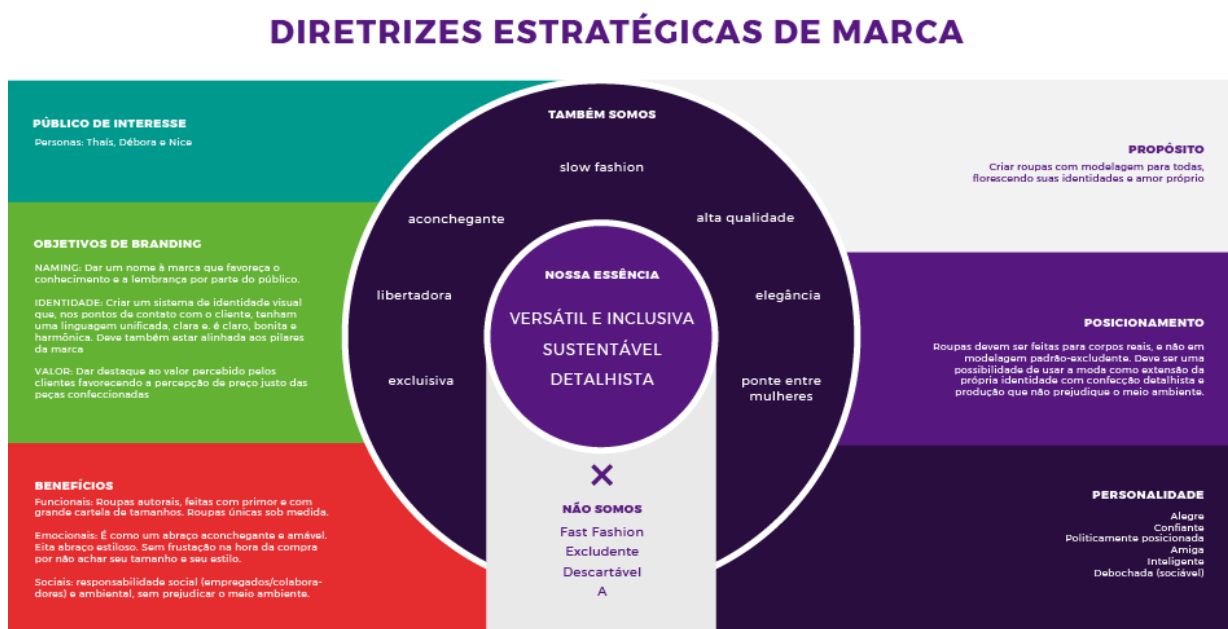 DIRETRIZES ESTRATÉGICAS DE MARCA
PÚBLICO DE INTERESSE
Personas: Thaís, Débora e Nice
OBJETIVOS DE BRANDING
NAMING: Dar um nome à marca que favoreça o
conhecimento e a lembrança por parte do público.
IDENTIDADE: Criar um sistema de identidade visual
que, nos pontos de contato com o cliente, tenham
uma linguagem unificada, clara e. é claro, bonita e
harmônica. Deve também estar alinhada aos pilares
da marca
VALOR: Dar destaque ao valor percebido pelos
clientes favorecendo a percepção de preço justo das
peças confeccionadas
BENEFÍCIOS
Funcionais: Roupas autorais, feitas com primor e com
grande cartela de tamanhos. Roupas únicas sob medida.
Emocionais: É como um abraço aconchegante e amável.
Eita abraço estiloso. Sem frustação na hora da compra
por não achar seu tamanho e seu estilo.
Sociais: responsabilidade social (empregados/colabora-
dores) e ambiental, sem prejudicar o meio ambiente.
TAMBÉM SOMOS
slow fashion
aconchegante
alta qualidade
libertadora
elegância
excluisiva
ponte entre
mulheres
NOSSA ESSÊNCIA
VERSÁTIL E INCLUSIVA
SUSTENTÁVEL
DETALHISTA
NÃO SOMOS
Fast Fashion
Excludente
Descartável
A
PROPÓSITO
Criar roupas com modelagem para todas,
florescendo suas identidades e amor próprio
POSICIONAMENTO
Roupas devem ser feitas para corpos reais, e não em
modelagem padrão-excludente. Deve ser uma
possibilidade de usar a moda como extensão da
própria identidade com confecção detalhista e
produção que não prejudique o meio ambiente.
PERSONALIDADE
Alegre
Confiante
Politicamente posicionada
Amiga
Inteligente
Debochada (sociável)